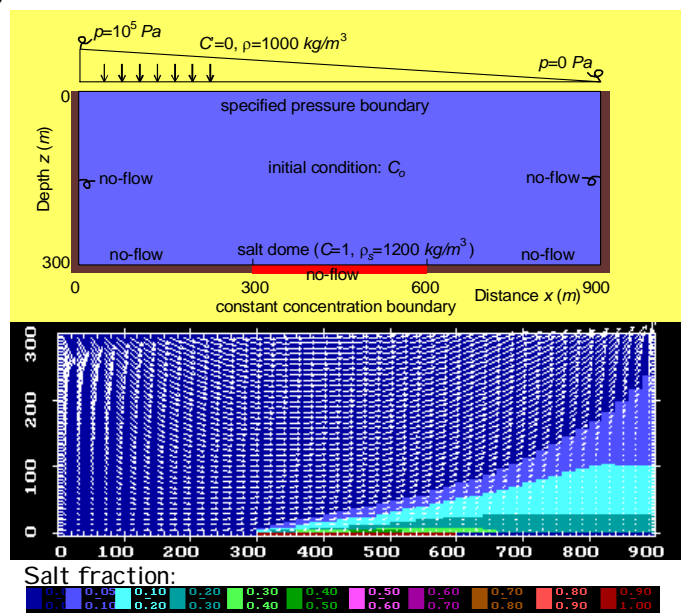 p=10⁵ Pa
C=0, ρ=1000 kg/m³
p=0 Pa
0
specified pressure boundary
Depth z (m)
initial condition: Cₒ
no-flow
no-flow
no-flow
salt dome (C=1, ρₛ=1200 kg/m³)
no-flow
300
no-flow
0
300
600
900
Distance x (m)
constant concentration boundary
300
200
100
0
0 100 200 300 400 500 600 700 800 900
Salt fraction:
0.05 0.10 0.20 0.30 0.40 0.50 0.60 0.70 0.80 0.90
0.10 0.20 0.30 0.40 0.50 0.60 0.70 0.80 0.90 1.00